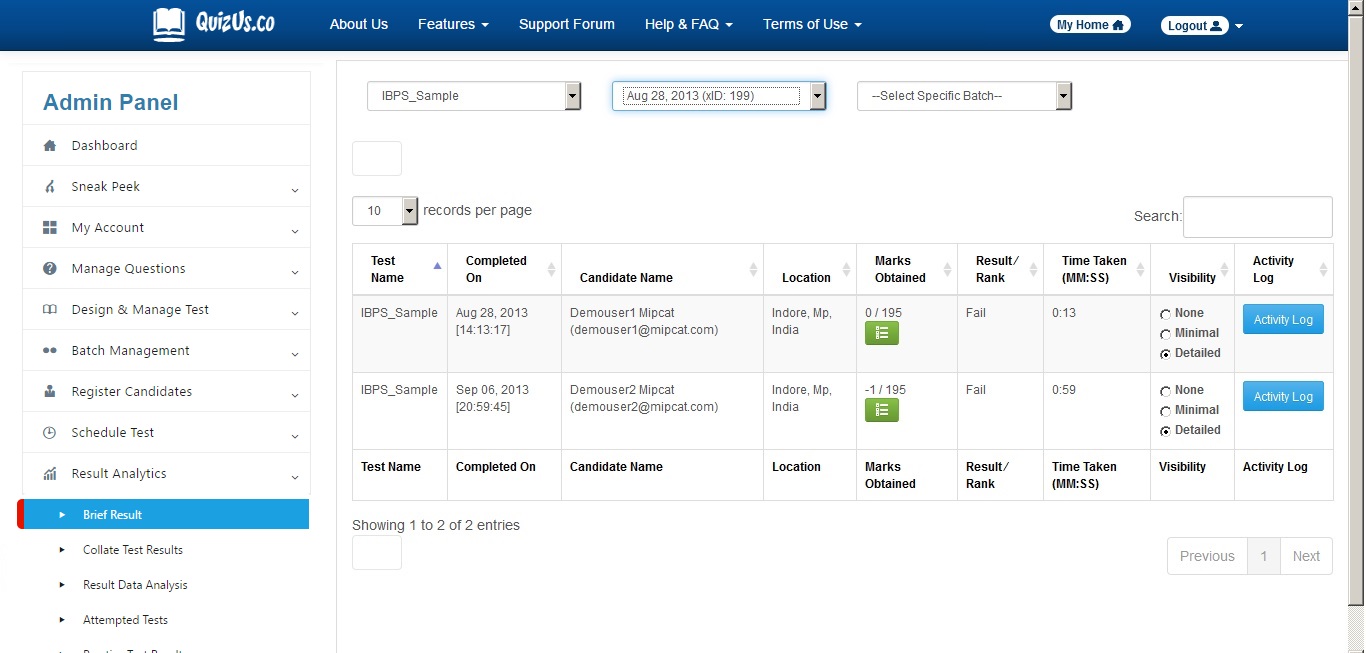 QuizUs.co
About Us
Features
Support Forum
Help & FAQ
Terms of Use
My Home
Logout
Admin Panel
Dashboard
Sneak Peek
My Account
Manage Questions
Design & Manage Test
Batch Management
Register Candidates
Schedule Test
Result Analytics
Brief Result
Collate Test Results
Result Data Analysis
Attempted Tests
IBPS_Sample
Aug 28, 2013 (xID: 199)
--Select Specific Batch--
10 records per page
Search:
Test Name
Completed On
Candidate Name
Location
Marks Obtained
Result/ Rank
Time Taken (MM:SS)
Visibility
Activity Log
IBPS_Sample
Aug 28, 2013
[14:13:17]
Demouser1 Mipcat
(demouser1@mipcat.com)
Indore, Mp,
India
0 / 195
Fail
0:13
None
Minimal
Detailed
Activity Log
IBPS_Sample
Sep 06, 2013
[20:59:45]
Demouser2 Mipcat
(demouser2@mipcat.com)
Indore, Mp,
India
-1 / 195
Fail
0:59
None
Minimal
Detailed
Activity Log
Test Name
Completed On
Candidate Name
Location
Marks Obtained
Result/ Rank
Time Taken (MM:SS)
Visibility
Activity Log
Showing 1 to 2 of 2 entries
Previous
1
Next